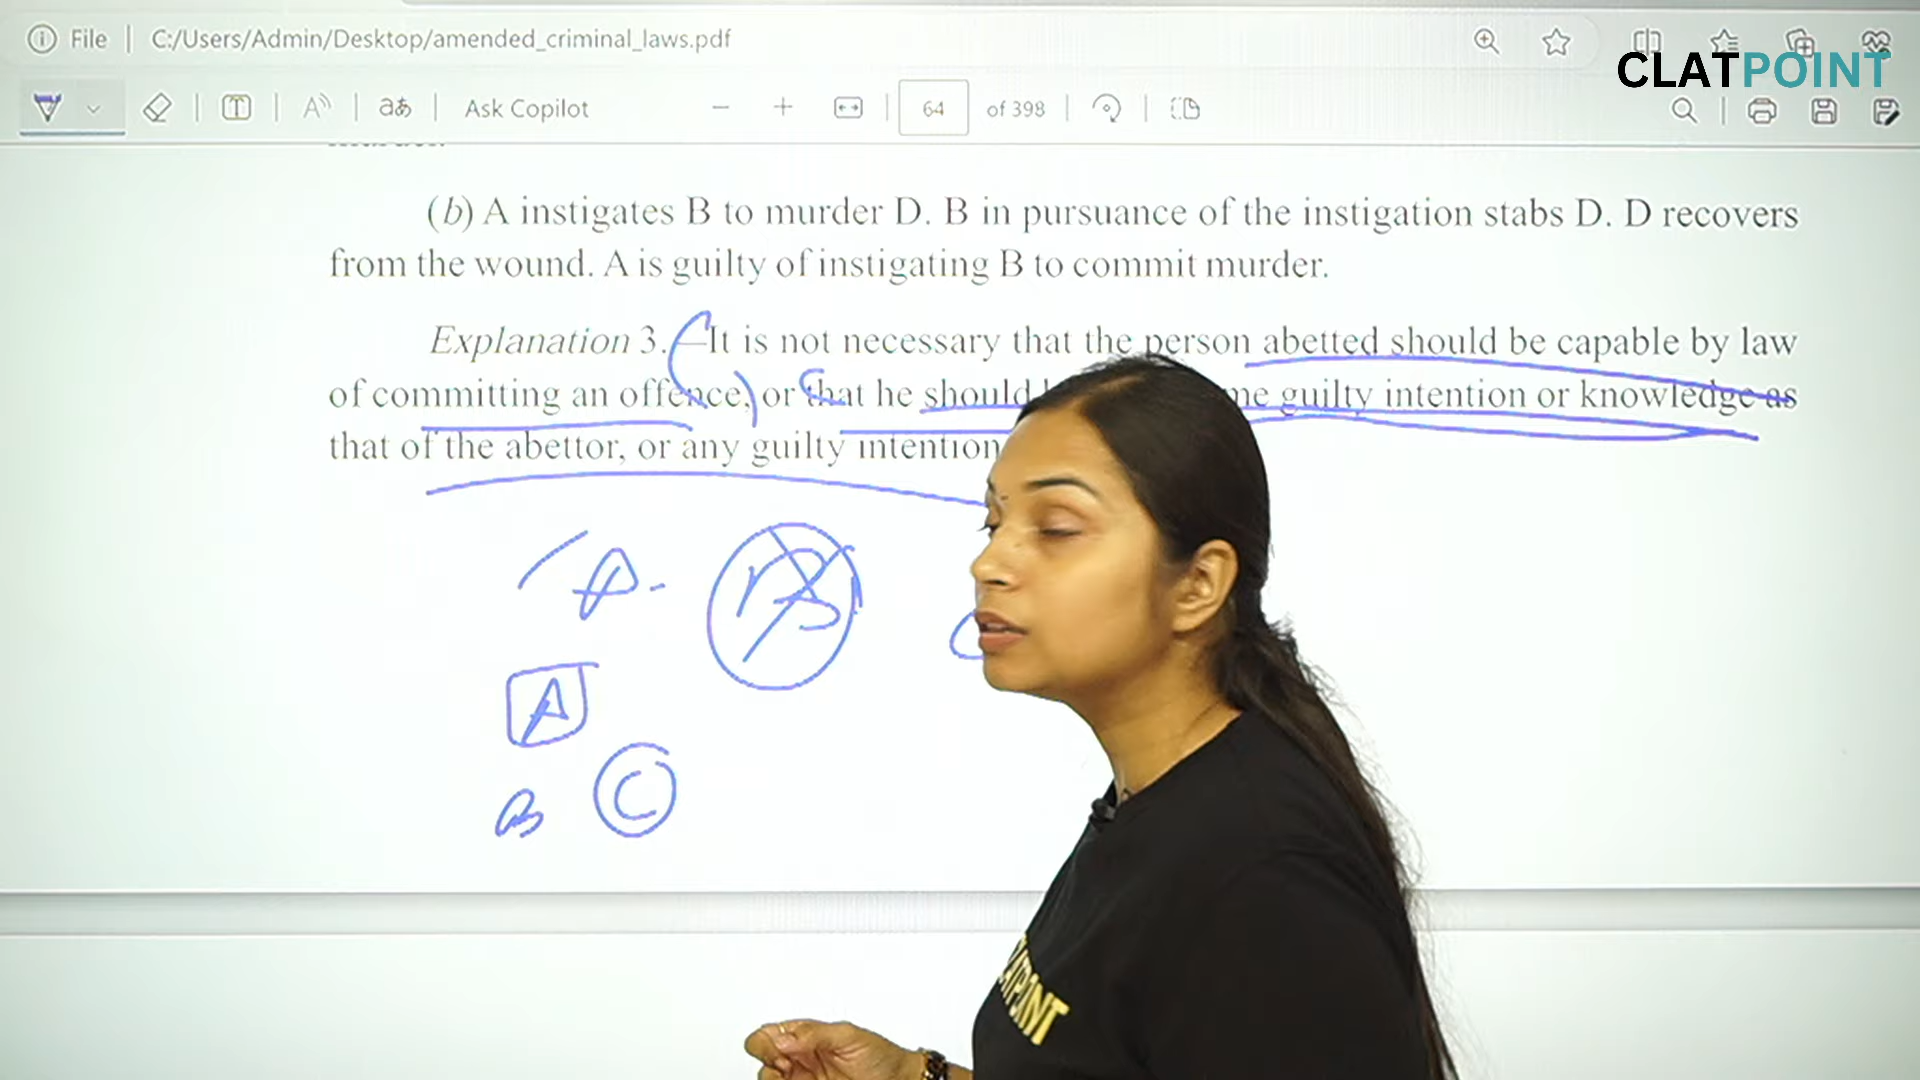 File | C:/Users/Admin/Desktop/amended_criminal_laws.pdf
CLATPOINT
T A aあ Ask Copilot 64 of 398
(b) A instigates B to murder D. B in pursuance of the instigation stabs D. D recovers
from the wound. A is guilty of instigating B to commit murder.
Explanation 3.—It is not necessary that the person abetted should be capable by law
of committing an offence, or that he should guilty intention or knowledge as
that of the abettor, or any guilty intention
A
B
A
C
B
CLATPOINT